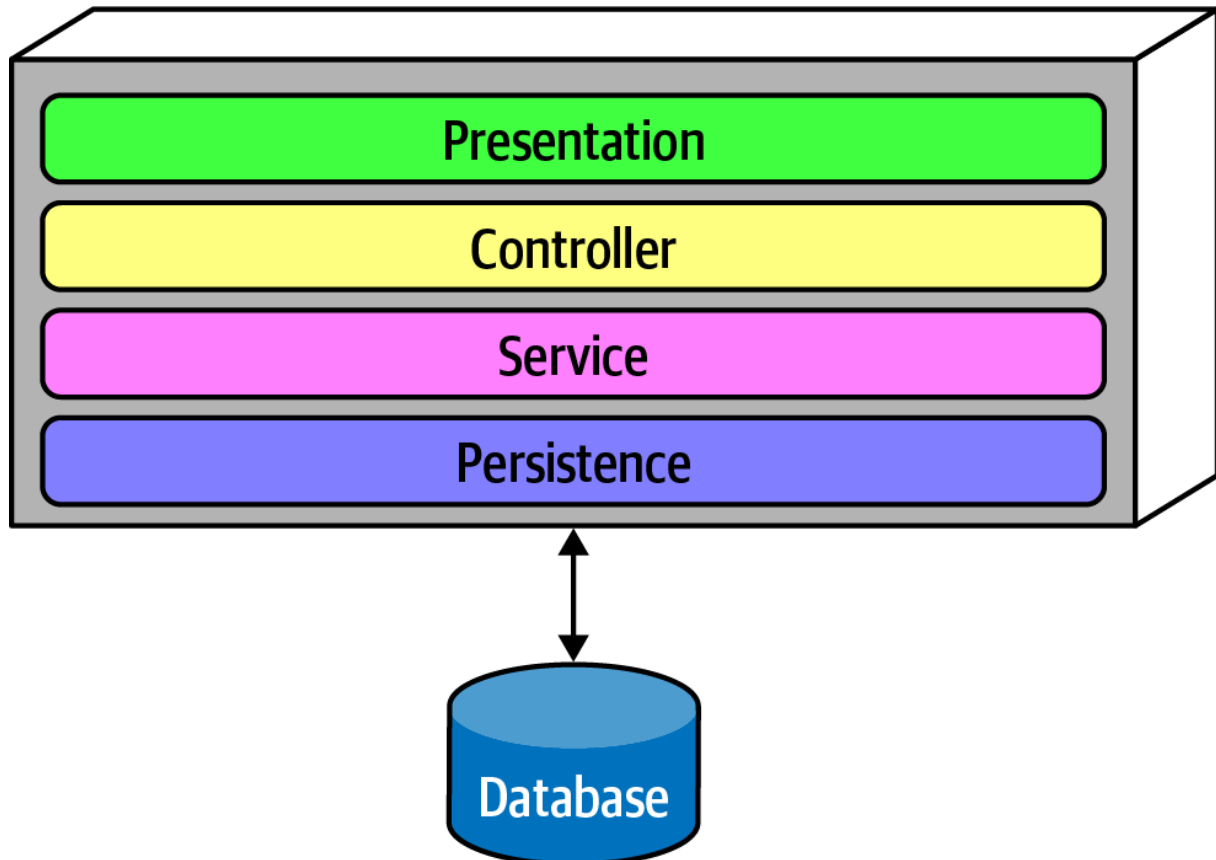 Presentation
Controller
Service
Persistence
Database